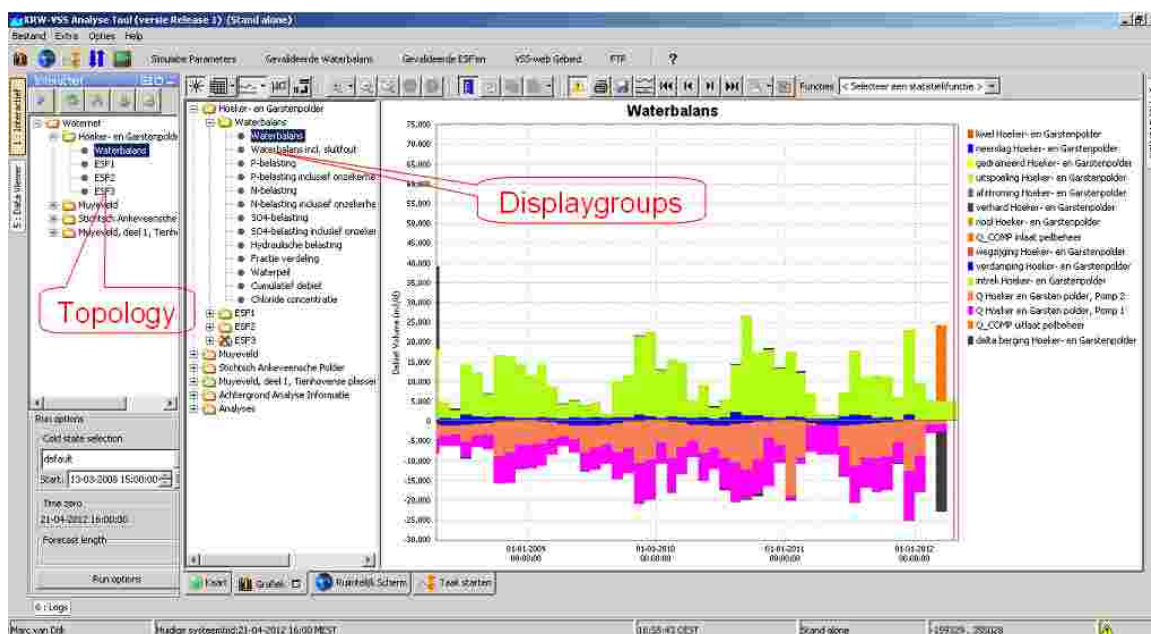 KRW-VSS Analyse Tool (versie Release 1) (Stand alone)
Bestand Extra Opties Help
Simulatie Parameters Gevalideerde Waterbalans Gevalideerde ESF'en VSS-web Gebied FTP ?
Functies < Selecteer een statistiekfunctie >
1 : Interactief
5 : Data Viewer
Waternet
Hoeker- en Garstenpolder
Waterbalans
ESF1
ESF2
ESF3
Muyeveld
Stichtsch Ankeveensche
Muyeveld, deel 1, Tienh
Topology
Run options
Cold state selection
default
Start: 13-03-2008 15:00:00
Time zero
21-04-2012 16:00:00
Forecast length
Run options
Hoeker- en Garstenpolder
Waterbalans
Waterbalans
Waterbalans incl. sluitfout
P-belasting
P-belasting inclusief onzekerhe
N-belasting
N-belasting inclusief onzekerhe
SO4-belasting
SO4-belasting inclusief onzeker
Hydraulische belasting
Fractie verdeling
Waterpeil
Cumulatief debiet
Chloride concentratie
ESF1
ESF2
ESF3
Muyeveld
Stichtsch Ankeveensche Polder
Muyeveld, deel 1, Tienhovense plassen
Achtergrond Analyse Informatie
Analyses
Displaygroups
Waterbalans
75,000
70,000
65,000
60,000
45,000
40,000
35,000
30,000
25,000
20,000
15,000
10,000
5,000
0
-5,000
-10,000
-15,000
-20,000
-25,000
-30,000
Debiet Volume (m3/d)
01-01-2009 00:00:00
01-01-2010 00:00:00
01-01-2011 00:00:00
01-01-2012 00:00:00
kwel Hoeker- en Garstenpolder
neerslag Hoeker- en Garstenpolder
gedraineerd Hoeker- en Garstenpolder
uitspoeling Hoeker- en Garstenpolder
afstroming Hoeker- en Garstenpolder
verhard Hoeker- en Garstenpolder
riool Hoeker- en Garstenpolder
Q_COMP inlaat peilbeheer
wegzijging Hoeker- en Garstenpolder
verdamping Hoeker- en Garstenpolder
intrek Hoeker- en Garstenpolder
Q Hoeker en Garsten polder, Pomp 2
Q Hoeker en Garsten polder, Pomp 1
Q_COMP uitlaat peilbeheer
delta berging Hoeker- en Garstenpolder
Kaart Grafiek Ruimtelijk Scherm Taak starten
6 : Logs
Marc van Dijk Huidige systeemtijd:21-04-2012 16:00 MEST Stand alone